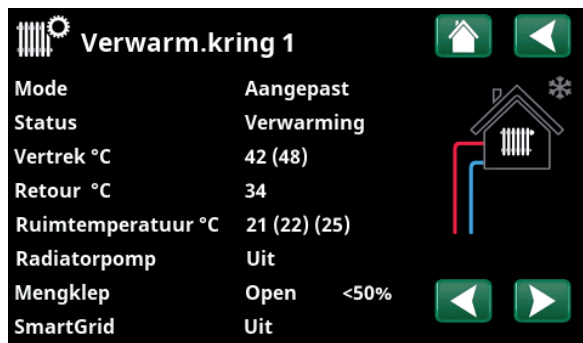 Verwarm.kring 1
Mode Aangepast
Status Verwarming
Vertrek °C 42 (48)
Retour °C 34
Ruimtemperatuur °C 21 (22) (25)
Radiatorpomp Uit
Mengklep Open <50%
SmartGrid Uit